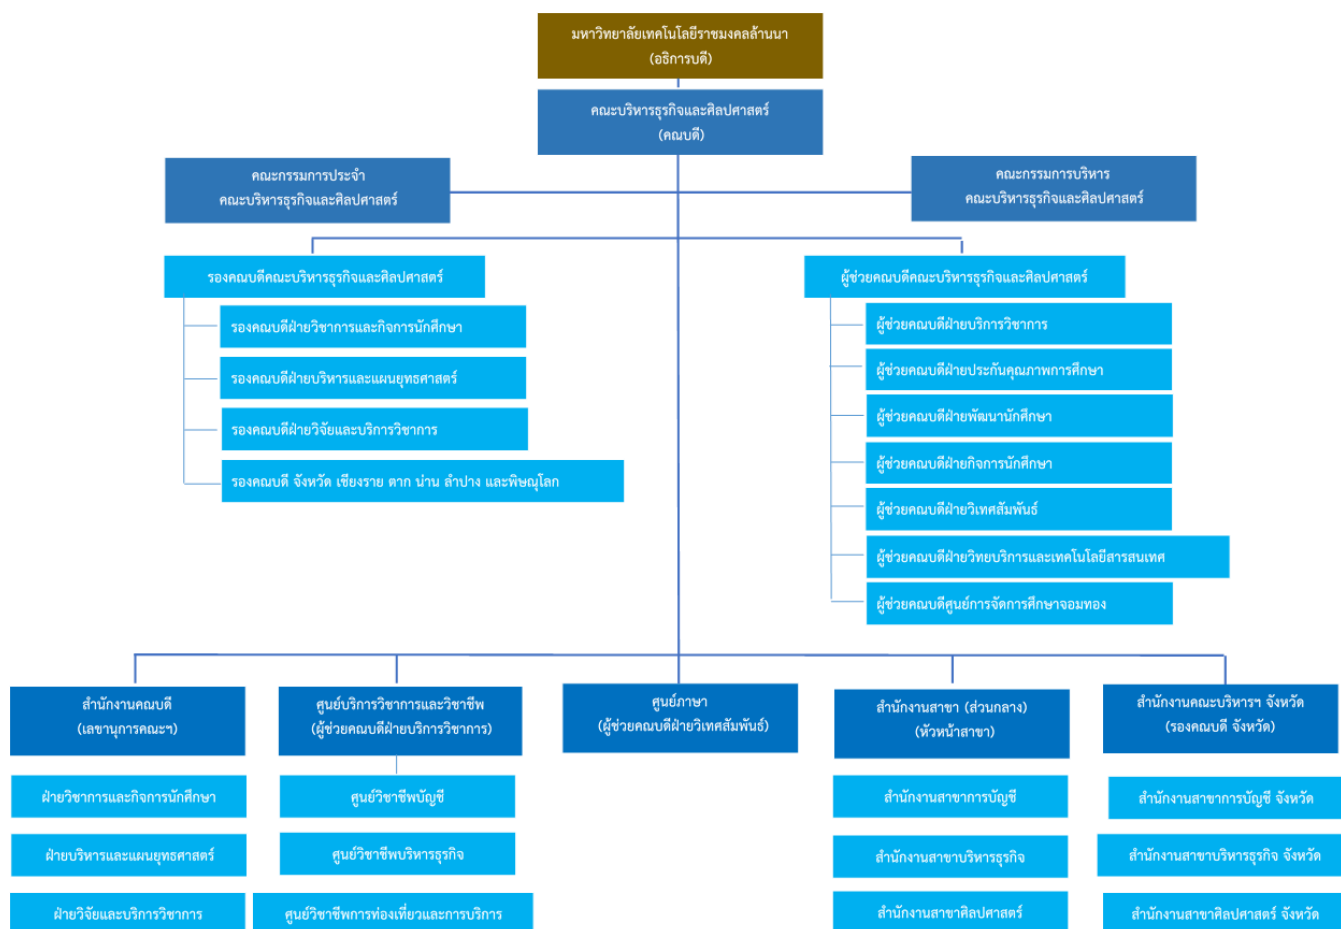 มหาวิทยาลัยเทคโนโลยีราชมงคลล้านนา
(อธิการบดี)
คณะบริหารธุรกิจและศิลปศาสตร์
(คณบดี)
คณะกรรมการประจำ
คณะบริหารธุรกิจและศิลปศาสตร์
คณะกรรมการบริหาร
คณะบริหารธุรกิจและศิลปศาสตร์
รองคณบดีคณะบริหารธุรกิจและศิลปศาสตร์
รองคณบดีฝ่ายวิชาการและกิจการนักศึกษา
รองคณบดีฝ่ายบริหารและแผนยุทธศาสตร์
รองคณบดีฝ่ายวิจัยและบริการวิชาการ
รองคณบดี จังหวัด เชียงราย ตาก น่าน ลำปาง และพิษณุโลก
ผู้ช่วยคณบดีคณะบริหารธุรกิจและศิลปศาสตร์
ผู้ช่วยคณบดีฝ่ายบริการวิชาการ
ผู้ช่วยคณบดีฝ่ายประกันคุณภาพการศึกษา
ผู้ช่วยคณบดีฝ่ายพัฒนานักศึกษา
ผู้ช่วยคณบดีฝ่ายกิจการนักศึกษา
ผู้ช่วยคณบดีฝ่ายวิเทศสัมพันธ์
ผู้ช่วยคณบดีฝ่ายวิทยบริการและเทคโนโลยีสารสนเทศ
ผู้ช่วยคณบดีศูนย์การจัดการศึกษาจอมทอง
สำนักงานคณบดี
(เลขานุการคณะฯ)
ฝ่ายวิชาการและกิจการนักศึกษา
ฝ่ายบริหารและแผนยุทธศาสตร์
ฝ่ายวิจัยและบริการวิชาการ
ศูนย์บริการวิชาการและวิชาชีพ
(ผู้ช่วยคณบดีฝ่ายบริการวิชาการ)
ศูนย์วิชาชีพบัญชี
ศูนย์วิชาชีพบริหารธุรกิจ
ศูนย์วิชาชีพการท่องเที่ยวและการบริการ
ศูนย์ภาษา
(ผู้ช่วยคณบดีฝ่ายวิเทศสัมพันธ์)
สำนักงานสาขา (ส่วนกลาง)
(หัวหน้าสาขา)
สำนักงานสาขาการบัญชี
สำนักงานสาขาบริหารธุรกิจ
สำนักงานสาขาศิลปศาสตร์
สำนักงานคณะบริหารฯ จังหวัด
(รองคณบดี จังหวัด)
สำนักงานสาขาการบัญชี จังหวัด
สำนักงานสาขาบริหารธุรกิจ จังหวัด
สำนักงานสาขาศิลปศาสตร์ จังหวัด